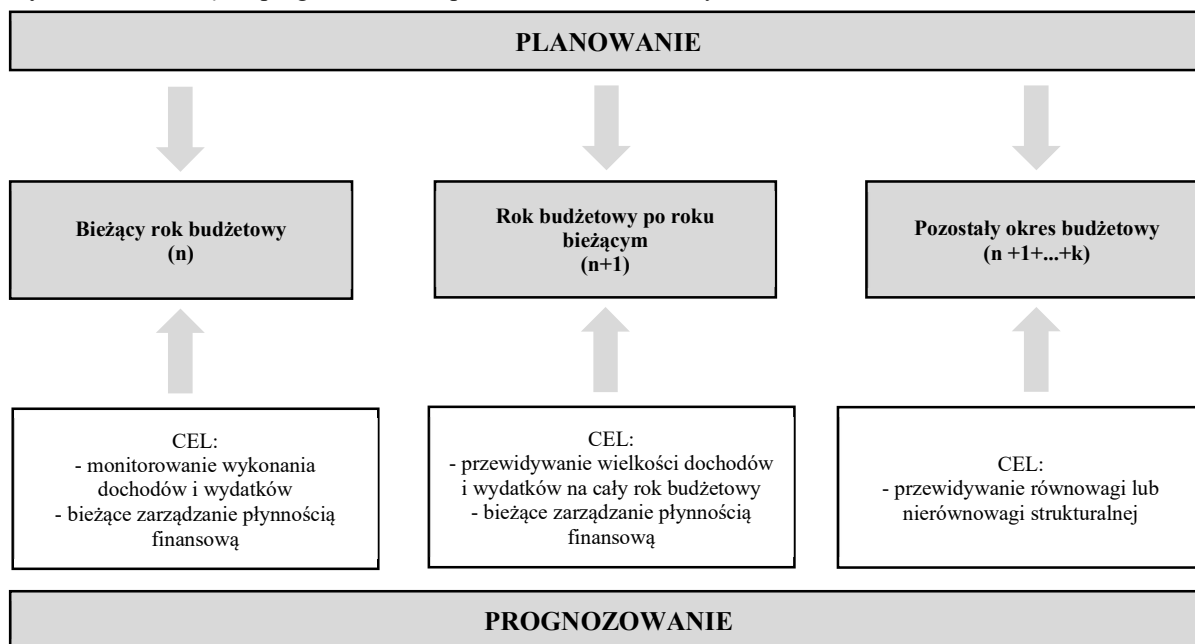 PLANOWANIE
Bieżący rok budżetowy
(n)
Rok budżetowy po roku
bieżącym
(n+1)
Pozostały okres budżetowy
(n +1+...+k)
CEL:
- monitorowanie wykonania
dochodów i wydatków
- bieżące zarządzanie płynnością
finansową
CEL:
- przewidywanie wielkości dochodów
i wydatków na cały rok budżetowy
- bieżące zarządzanie płynnością
finansową
CEL:
- przewidywanie równowagi lub
nierównowagi strukturalnej
PROGNOZOWANIE